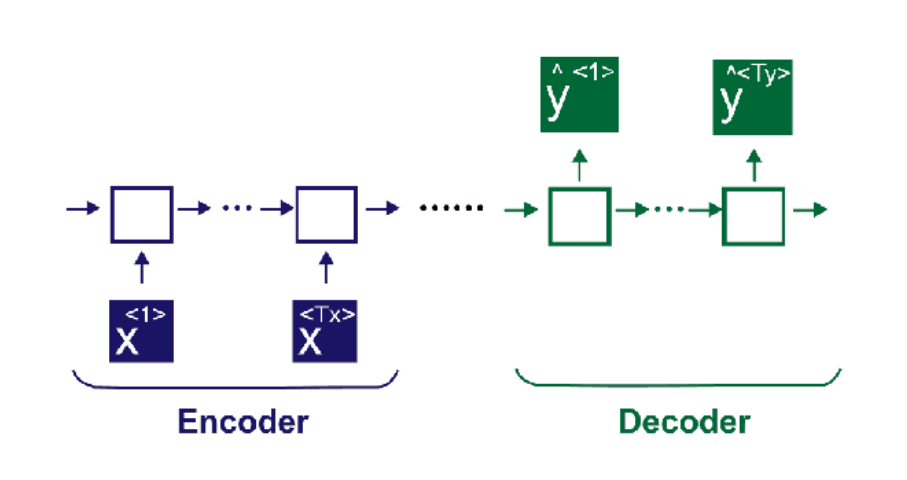 ŷ<1>
ŷ<Ty>
x<1>
x<Tx>
Encoder
Decoder